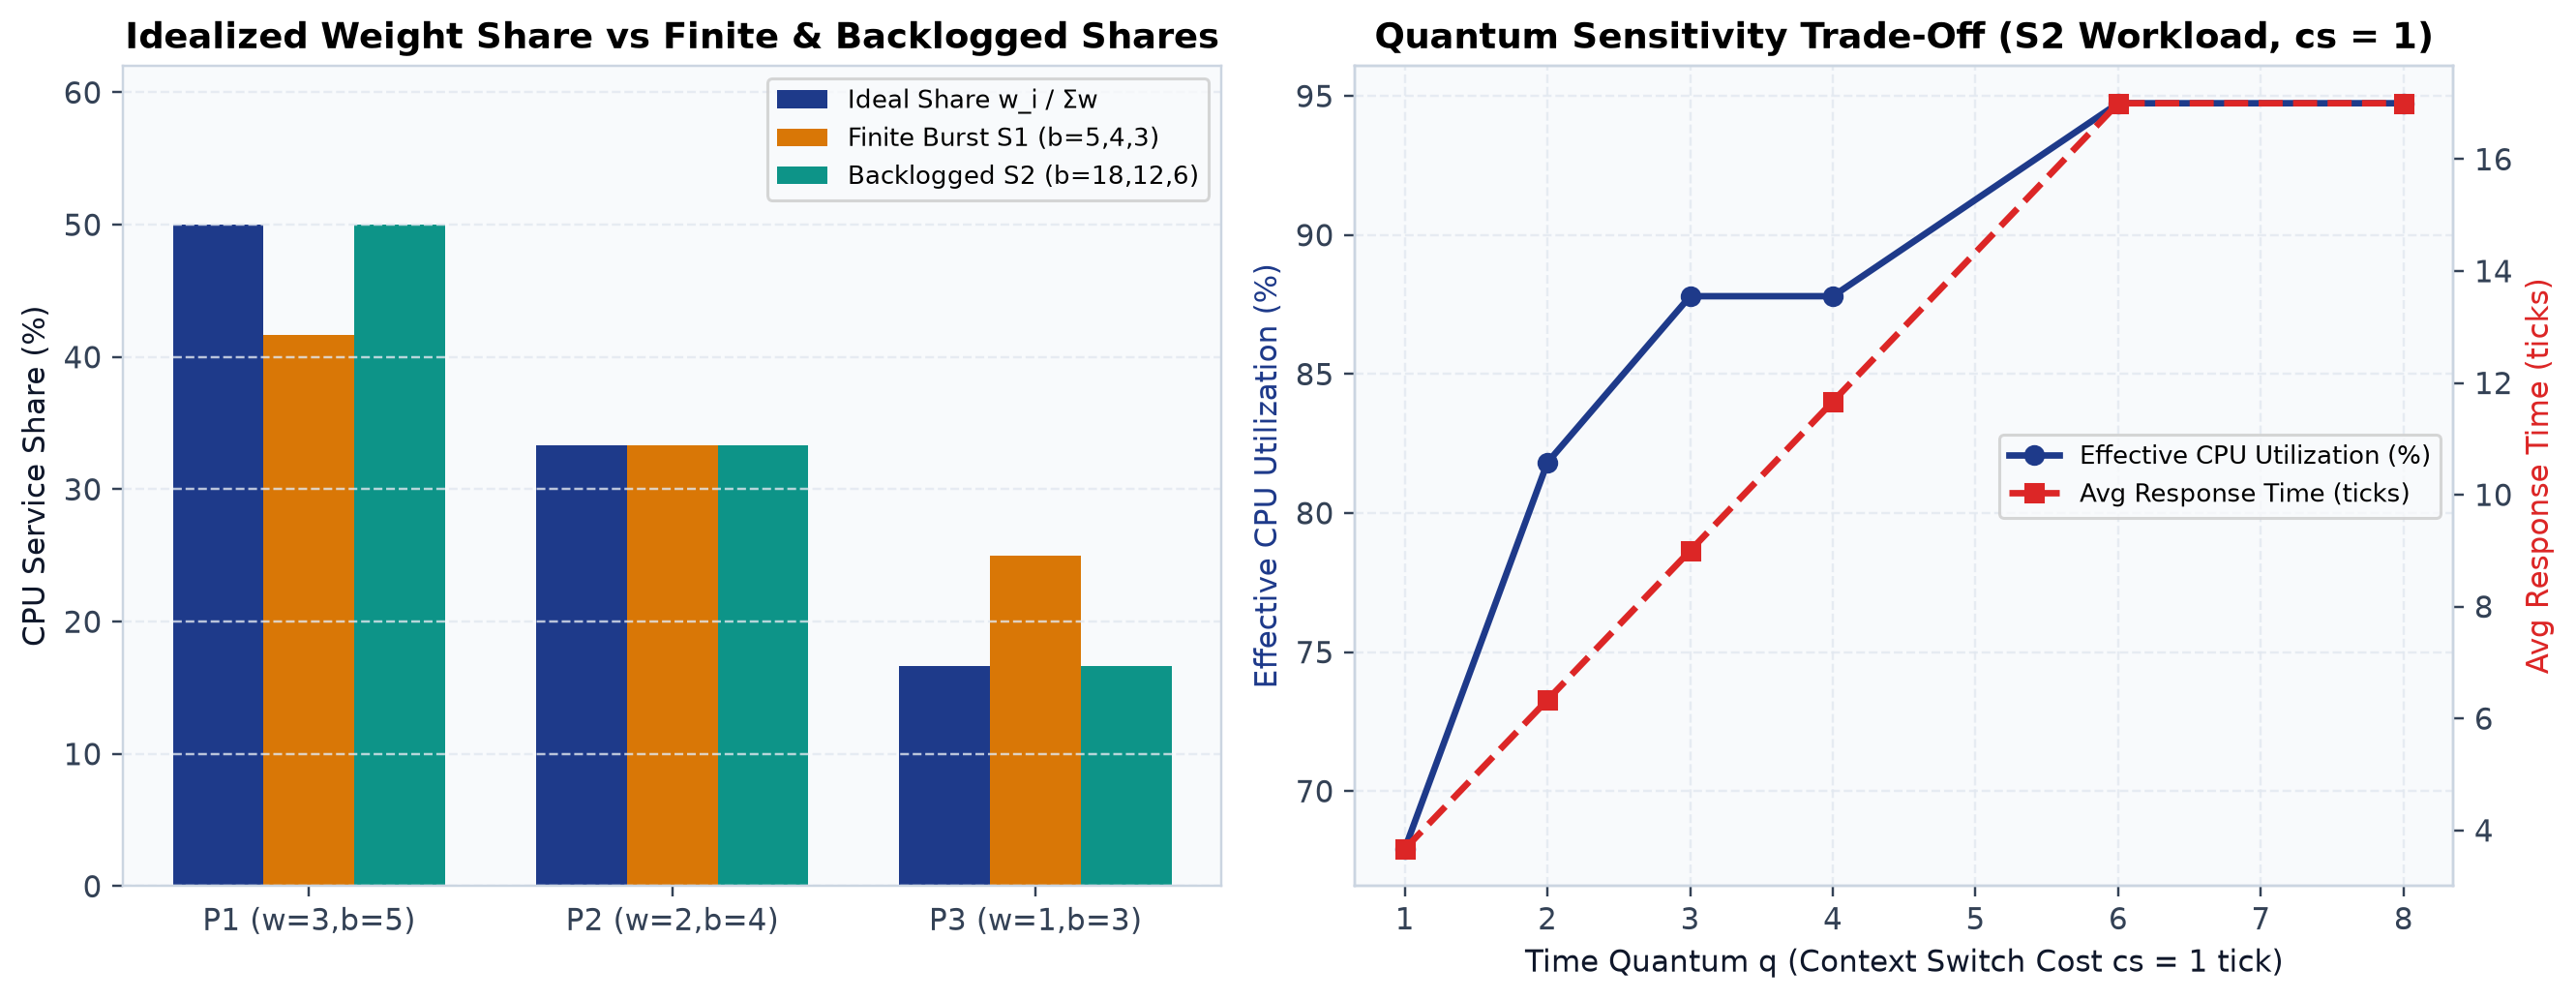 Idealized Weight Share vs Finite & Backlogged Shares
CPU Service Share (%)
60
50
40
30
20
10
0
Ideal Share w_i / Σw
Finite Burst S1 (b=5,4,3)
Backlogged S2 (b=18,12,6)
P1 (w=3,b=5)
P2 (w=2,b=4)
P3 (w=1,b=3)
Quantum Sensitivity Trade-Off (S2 Workload, cs = 1)
Effective CPU Utilization (%)
95
90
85
80
75
70
Effective CPU Utilization (%)
Avg Response Time (ticks)
16
14
12
10
8
6
4
Avg Response Time (ticks)
1 2 3 4 5 6 7 8
Time Quantum q (Context Switch Cost cs = 1 tick)